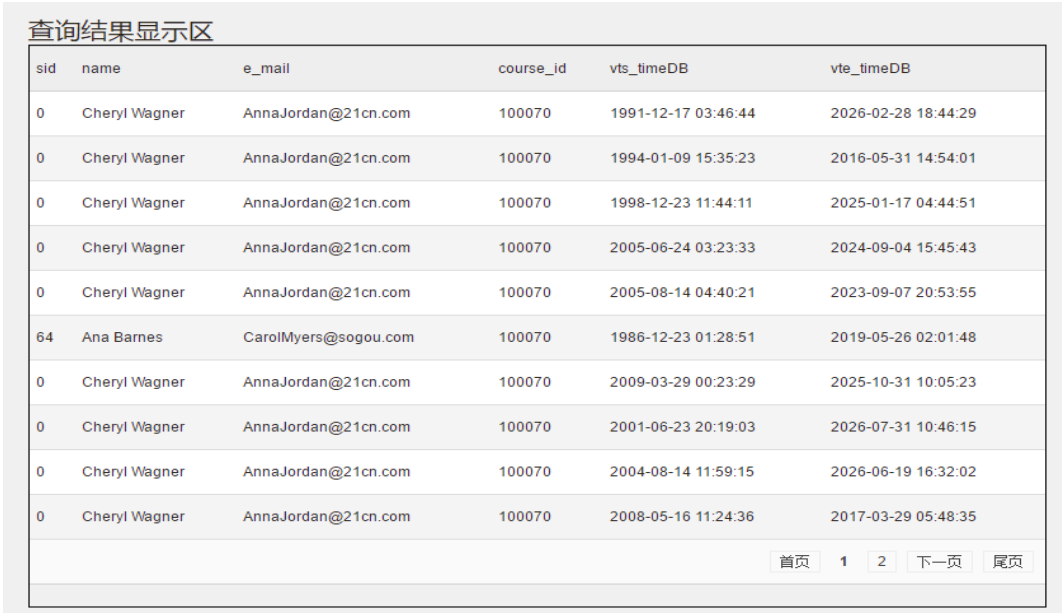 查询结果显示区
sid name e_mail course_id vts_timeDB vte_timeDB
0 Cheryl Wagner AnnaJordan@21cn.com 100070 1991-12-17 03:46:44 2026-02-28 18:44:29
0 Cheryl Wagner AnnaJordan@21cn.com 100070 1994-01-09 15:35:23 2016-05-31 14:54:01
0 Cheryl Wagner AnnaJordan@21cn.com 100070 1998-12-23 11:44:11 2025-01-17 04:44:51
0 Cheryl Wagner AnnaJordan@21cn.com 100070 2005-06-24 03:23:33 2024-09-04 15:45:43
0 Cheryl Wagner AnnaJordan@21cn.com 100070 2005-08-14 04:40:21 2023-09-07 20:53:55
64 Ana Barnes CarolMyers@sogou.com 100070 1986-12-23 01:28:51 2019-05-26 02:01:48
0 Cheryl Wagner AnnaJordan@21cn.com 100070 2009-03-29 00:23:29 2025-10-31 10:05:23
0 Cheryl Wagner AnnaJordan@21cn.com 100070 2001-06-23 20:19:03 2026-07-31 10:46:15
0 Cheryl Wagner AnnaJordan@21cn.com 100070 2004-08-14 11:59:15 2026-06-19 16:32:02
0 Cheryl Wagner AnnaJordan@21cn.com 100070 2008-05-16 11:24:36 2017-03-29 05:48:35
首页 1 2 下一页 尾页